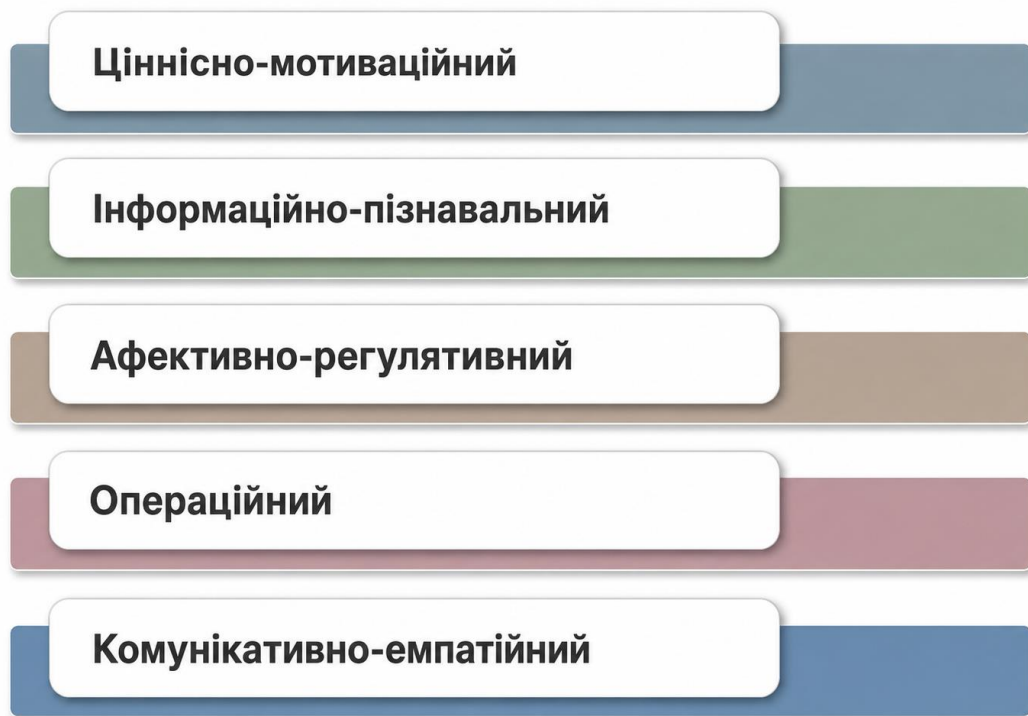 Ціннісно-мотиваційний
Інформаційно-пізнавальний
Афективно-регулятивний
Операційний
Комунікативно-емпатійний